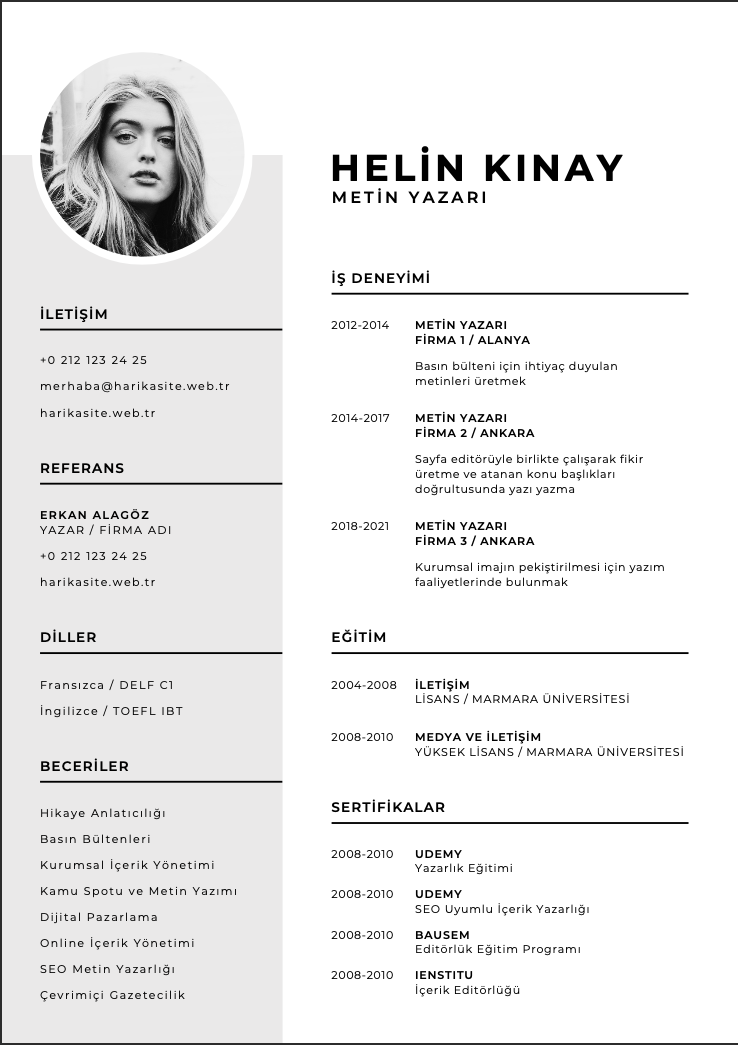 HELİN KINAY
METİN YAZARI
İLETİŞİM
+0 212 123 24 25
merhaba@harikasite.web.tr
harikasite.web.tr
REFERANS
ERKAN ALAGÖZ
YAZAR / FİRMA ADI
+0 212 123 24 25
harikasite.web.tr
DİLLER
Fransızca / DELF C1
İngilizce / TOEFL IBT
BECERİLER
Hikaye Anlatıcılığı
Basın Bültenleri
Kurumsal İçerik Yönetimi
Kamu Spotu ve Metin Yazımı
Dijital Pazarlama
Online İçerik Yönetimi
SEO Metin Yazarlığı
Çevrimiçi Gazetecilik
İŞ DENEYİMİ
2012-2014 METİN YAZARI
FİRMA 1 / ALANYA
Basın bülteni için ihtiyaç duyulan
metinleri üretmek
2014-2017 METİN YAZARI
FİRMA 2 / ANKARA
Sayfa editörüyle birlikte çalışarak fikir
üretme ve atanan konu başlıkları
doğrultusunda yazı yazma
2018-2021 METİN YAZARI
FİRMA 3 / ANKARA
Kurumsal imajın pekiştirilmesi için yazım
faaliyetlerinde bulunmak
EĞİTİM
2004-2008 İLETİŞİM
LİSANS / MARMARA ÜNİVERSİTESİ
2008-2010 MEDYA VE İLETİŞİM
YÜKSEK LİSANS / MARMARA ÜNİVERSİTESİ
SERTİFİKALAR
2008-2010 UDEMY
Yazarlık Eğitimi
2008-2010 UDEMY
SEO Uyumlu İçerik Yazarlığı
2008-2010 BAUSEM
Editörlük Eğitim Programı
2008-2010 IENSTITU
İçerik Editörlüğü